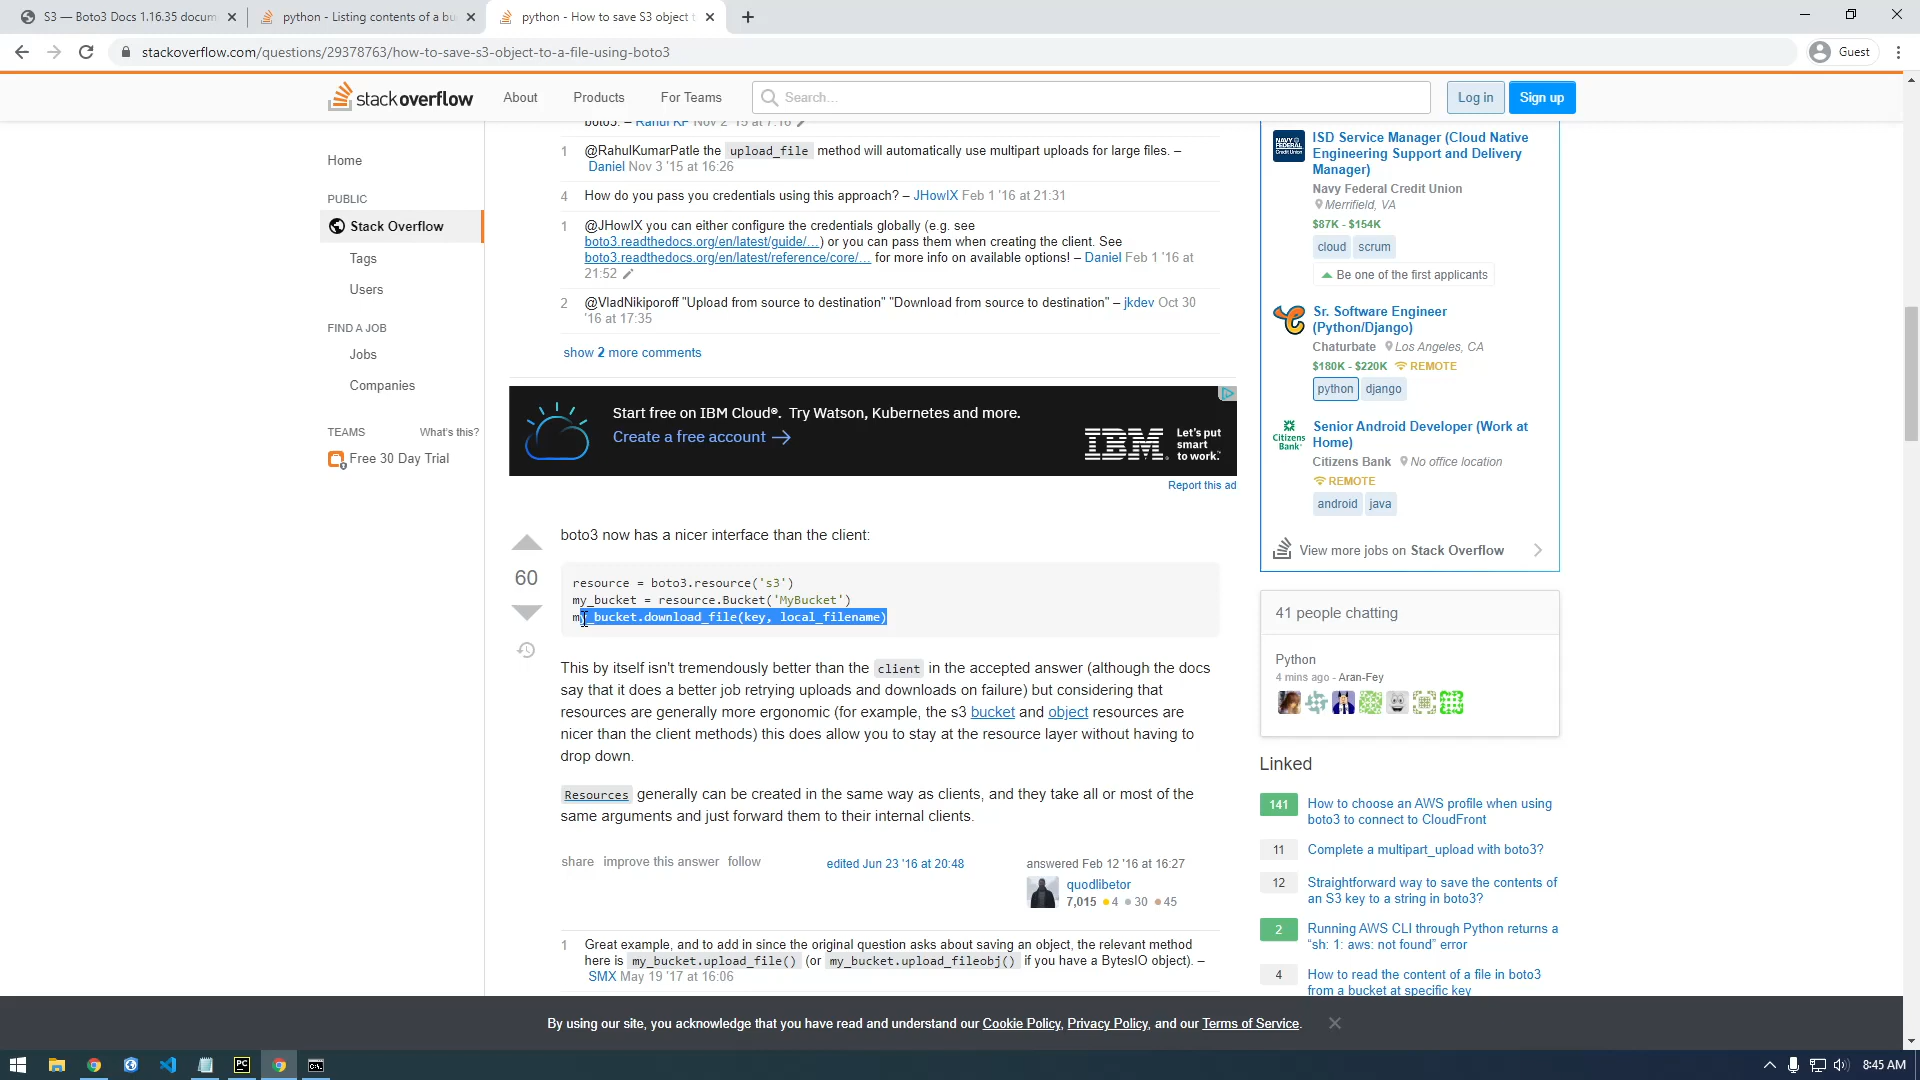 S3 — Boto3 Docs 1.16.35 docum
python - Listing contents of a bu
python - How to save S3 object t
stackoverflow.com/questions/29378763/how-to-save-s3-object-to-a-file-using-boto3
Guest
stackoverflow
About
Products
For Teams
Search...
Log in
Sign up
Home
PUBLIC
Stack Overflow
Tags
Users
FIND A JOB
Jobs
Companies
TEAMS
What's this?
Free 30 Day Trial
boto3. – Rahul KP Nov 2 '15 at 7:16
1 @RahulKumarPatle the upload_file method will automatically use multipart uploads for large files. –
Daniel Nov 3 '15 at 16:26
4 How do you pass you credentials using this approach? – JHowIX Feb 1 '16 at 21:31
1 @JHowIX you can either configure the credentials globally (e.g. see
boto3.readthedocs.org/en/latest/guide/…) or you can pass them when creating the client. See
boto3.readthedocs.org/en/latest/reference/core/… for more info on available options! – Daniel Feb 1 '16 at
21:52
2 @VladNikiporoff "Upload from source to destination" "Download from source to destination" – jkdev Oct 30
'16 at 17:35
show 2 more comments
Start free on IBM Cloud®. Try Watson, Kubernetes and more.
Create a free account →
IBM.
Let's put
smart
to work.
Report this ad
60
boto3 now has a nicer interface than the client:
resource = boto3.resource('s3')
my_bucket = resource.Bucket('MyBucket')
my_bucket.download_file(key, local_filename)
This by itself isn't tremendously better than the client in the accepted answer (although the docs
say that it does a better job retrying uploads and downloads on failure) but considering that
resources are generally more ergonomic (for example, the s3 bucket and object resources are
nicer than the client methods) this does allow you to stay at the resource layer without having to
drop down.
Resources generally can be created in the same way as clients, and they take all or most of the
same arguments and just forward them to their internal clients.
share improve this answer follow
edited Jun 23 '16 at 20:48
answered Feb 12 '16 at 16:27
quodlibetor
7,015 4 30 45
1 Great example, and to add in since the original question asks about saving an object, the relevant method
here is my_bucket.upload_file() (or my_bucket.upload_fileobj() if you have a BytesIO object). –
SMX May 19 '17 at 16:06
NAVY
FEDERAL
Credit Union
ISD Service Manager (Cloud Native
Engineering Support and Delivery
Manager)
Navy Federal Credit Union
Merrifield, VA
$87K - $154K
cloud scrum
Be one of the first applicants
Sr. Software Engineer
(Python/Django)
Chaturbate Los Angeles, CA
$180K - $220K REMOTE
python django
Citizens
Bank
Senior Android Developer (Work at
Home)
Citizens Bank No office location
REMOTE
android java
View more jobs on Stack Overflow
41 people chatting
Python
4 mins ago - Aran-Fey
Linked
141 How to choose an AWS profile when using
boto3 to connect to CloudFront
11 Complete a multipart_upload with boto3?
12 Straightforward way to save the contents of
an S3 key to a string in boto3?
2 Running AWS CLI through Python returns a
“sh: 1: aws: not found” error
4 How to read the content of a file in boto3
from a bucket at specific key
By using our site, you acknowledge that you have read and understand our Cookie Policy, Privacy Policy, and our Terms of Service.
PC
8:45 AM